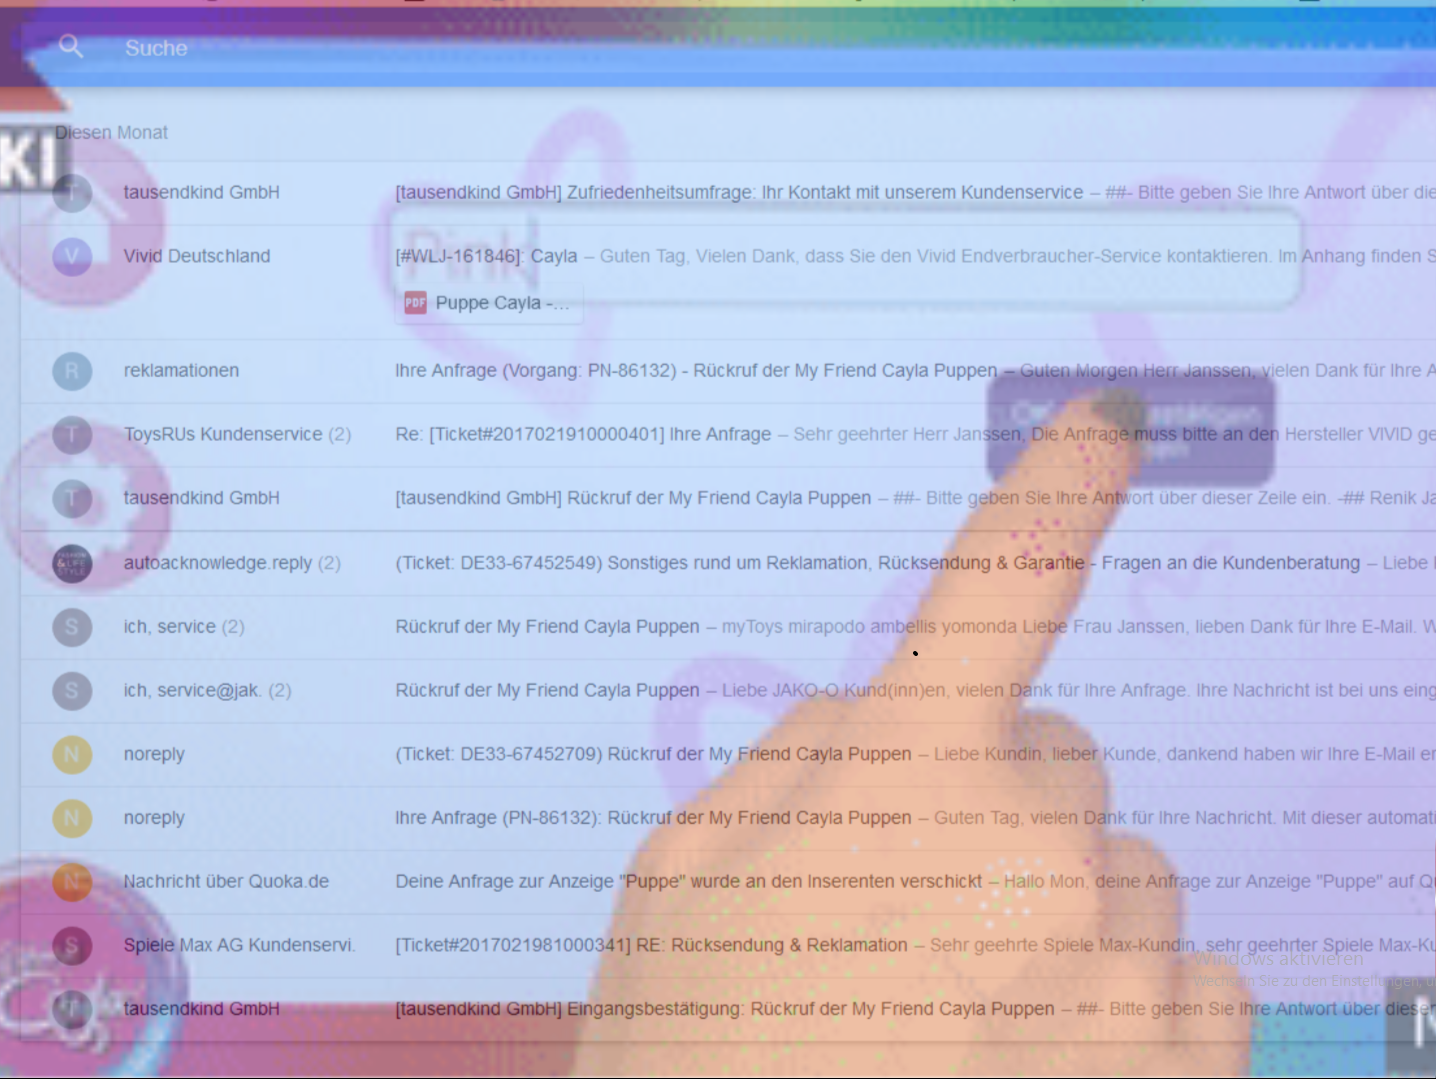 Suche
KI
Diesen Monat
T tausendkind GmbH [tausendkind GmbH] Zufriedenheitsumfrage: Ihr Kontakt mit unserem Kundenservice – ##- Bitte geben Sie Ihre Antwort über die
Pink
V Vivid Deutschland [#WLJ-161846]: Cayla – Guten Tag, Vielen Dank, dass Sie den Vivid Endverbraucher-Service kontaktieren. Im Anhang finden S
PDF Puppe Cayla -...
R reklamationen Ihre Anfrage (Vorgang: PN-86132) - Rückruf der My Friend Cayla Puppen – Guten Morgen Herr Janssen, vielen Dank für Ihre A
T ToysRUs Kundenservice (2) Re: [Ticket#2017021910000401] Ihre Anfrage – Sehr geehrter Herr Janssen, Die Anfrage muss bitte an den Hersteller VIVID ge
T tausendkind GmbH [tausendkind GmbH] Rückruf der My Friend Cayla Puppen – ##- Bitte geben Sie Ihre Antwort über dieser Zeile ein. -## Renik Ja
&LIFE STYLE autoacknowledge.reply (2) (Ticket: DE33-67452549) Sonstiges rund um Reklamation, Rücksendung & Garantie - Fragen an die Kundenberatung – Liebe
S ich, service (2) Rückruf der My Friend Cayla Puppen – myToys mirapodo ambellis yomonda Liebe Frau Janssen, lieben Dank für Ihre E-Mail. W
S ich, service@jak. (2) Rückruf der My Friend Cayla Puppen – Liebe JAKO-O Kund(inn)en, vielen Dank für Ihre Anfrage. Ihre Nachricht ist bei uns eing
N noreply (Ticket: DE33-67452709) Rückruf der My Friend Cayla Puppen – Liebe Kundin, lieber Kunde, dankend haben wir Ihre E-Mail er
N noreply Ihre Anfrage (PN-86132): Rückruf der My Friend Cayla Puppen – Guten Tag, vielen Dank für Ihre Nachricht. Mit dieser automati
N Nachricht über Quoka.de Deine Anfrage zur Anzeige "Puppe" wurde an den Inserenten verschickt – Hallo Mon, deine Anfrage zur Anzeige "Puppe" auf Qu
S Spiele Max AG Kundenservi. [Ticket#2017021981000341] RE: Rücksendung & Reklamation – Sehr geehrte Spiele Max-Kundin, sehr geehrter Spiele Max-Ku
Windows aktivieren
Wechseln Sie zu den Einstellungen, u
T tausendkind GmbH [tausendkind GmbH] Eingangsbestätigung: Rückruf der My Friend Cayla Puppen – ##- Bitte geben Sie Ihre Antwort über dieser